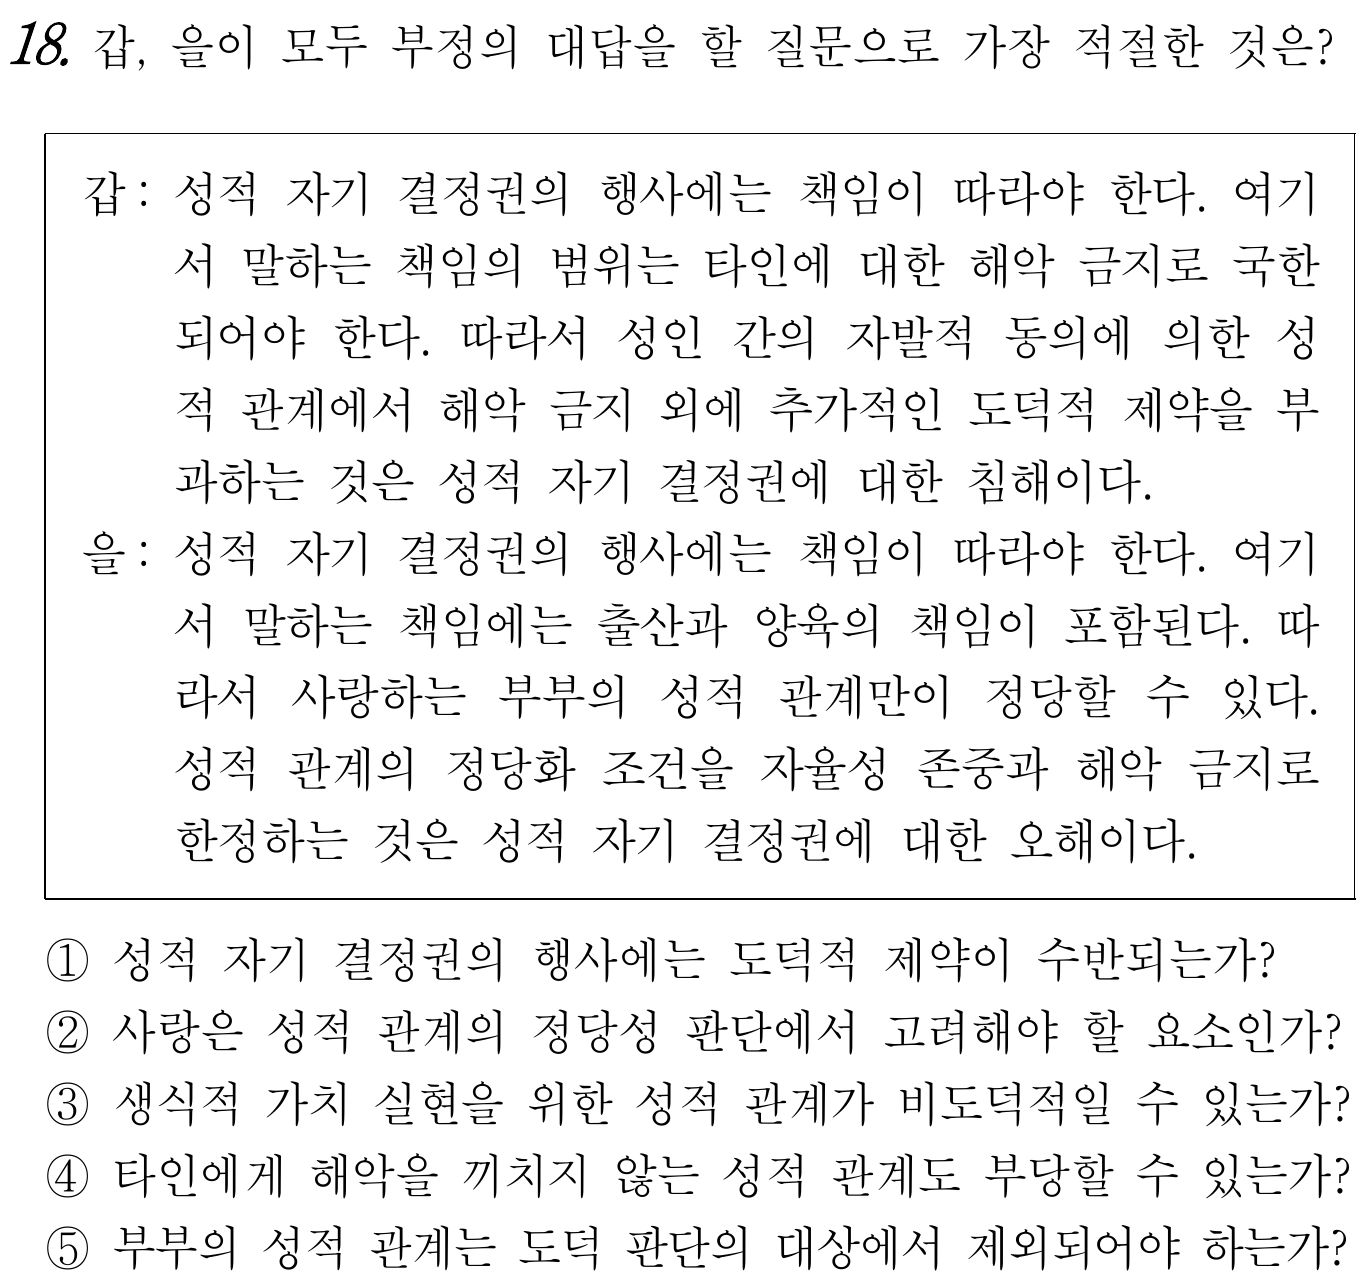 18. 갑, 을이 모두 부정의 대답을 할 질문으로 가장 적절한 것은?
갑 : 성적 자기 결정권의 행사에는 책임이 따라야 한다. 여기
서 말하는 책임의 범위는 타인에 대한 해악 금지로 국한
되어야 한다. 따라서 성인 간의 자발적 동의에 의한 성
적 관계에서 해악 금지 외에 추가적인 도덕적 제약을 부
과하는 것은 성적 자기 결정권에 대한 침해이다.
을 : 성적 자기 결정권의 행사에는 책임이 따라야 한다. 여기
서 말하는 책임에는 출산과 양육의 책임이 포함된다. 따
라서 사랑하는 부부의 성적 관계만이 정당할 수 있다.
성적 관계의 정당화 조건을 자율성 존중과 해악 금지로
한정하는 것은 성적 자기 결정권에 대한 오해이다.
① 성적 자기 결정권의 행사에는 도덕적 제약이 수반되는가?
② 사랑은 성적 관계의 정당성 판단에서 고려해야 할 요소인가?
③ 생식적 가치 실현을 위한 성적 관계가 비도덕적일 수 있는가?
④ 타인에게 해악을 끼치지 않는 성적 관계도 부당할 수 있는가?
⑤ 부부의 성적 관계는 도덕 판단의 대상에서 제외되어야 하는가?